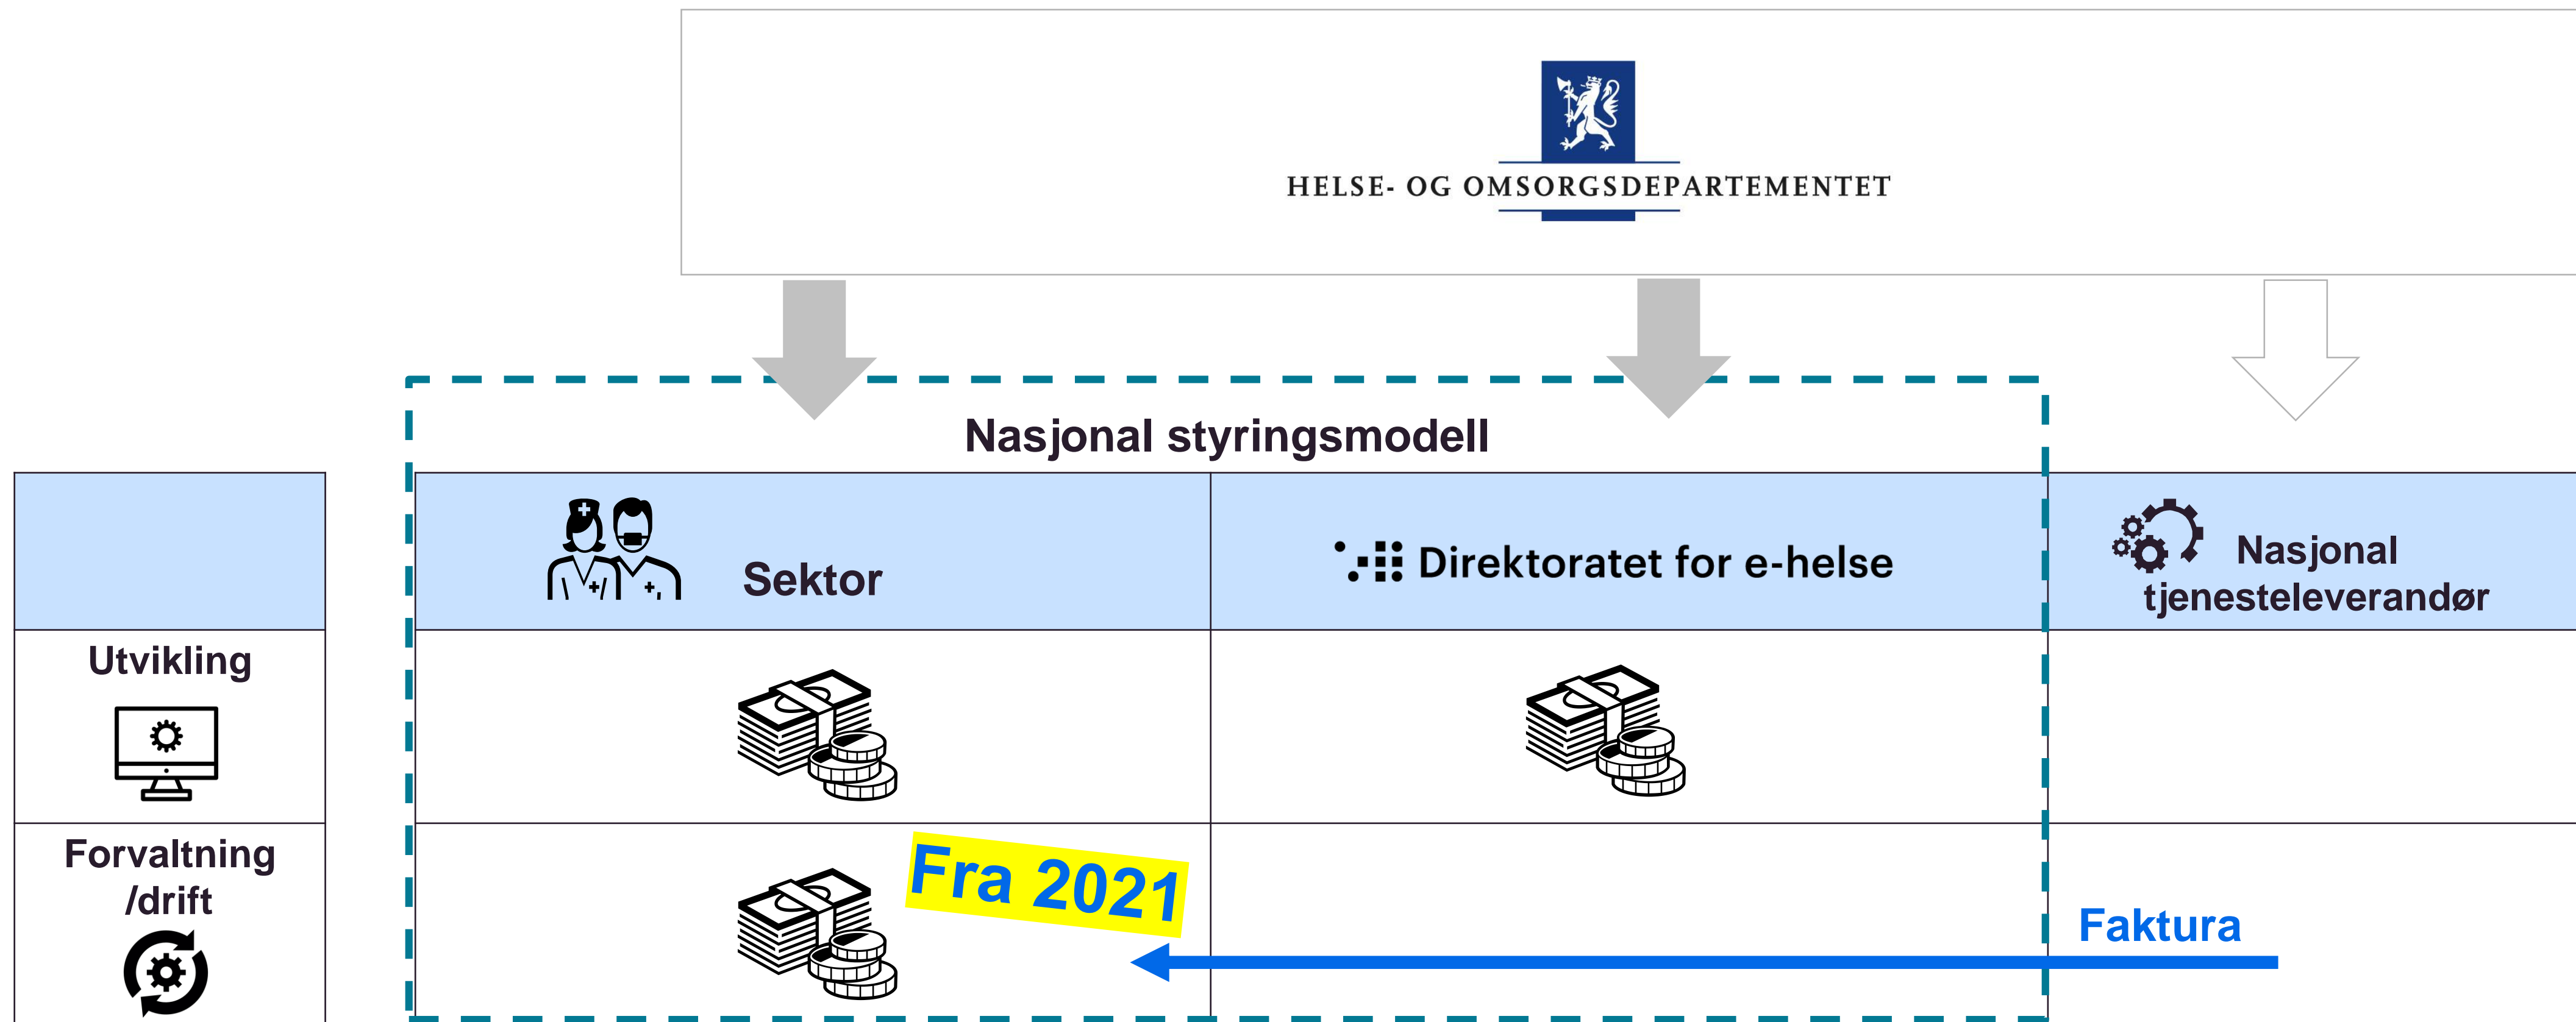 HELSE- OG OMSORGSDEPARTEMENTET
Nasjonal styringsmodell
Sektor
Direktoratet for e-helse
Nasjonal
tjenesteleverandør
Utvikling
Forvaltning
/drift
Fra 2021
Faktura